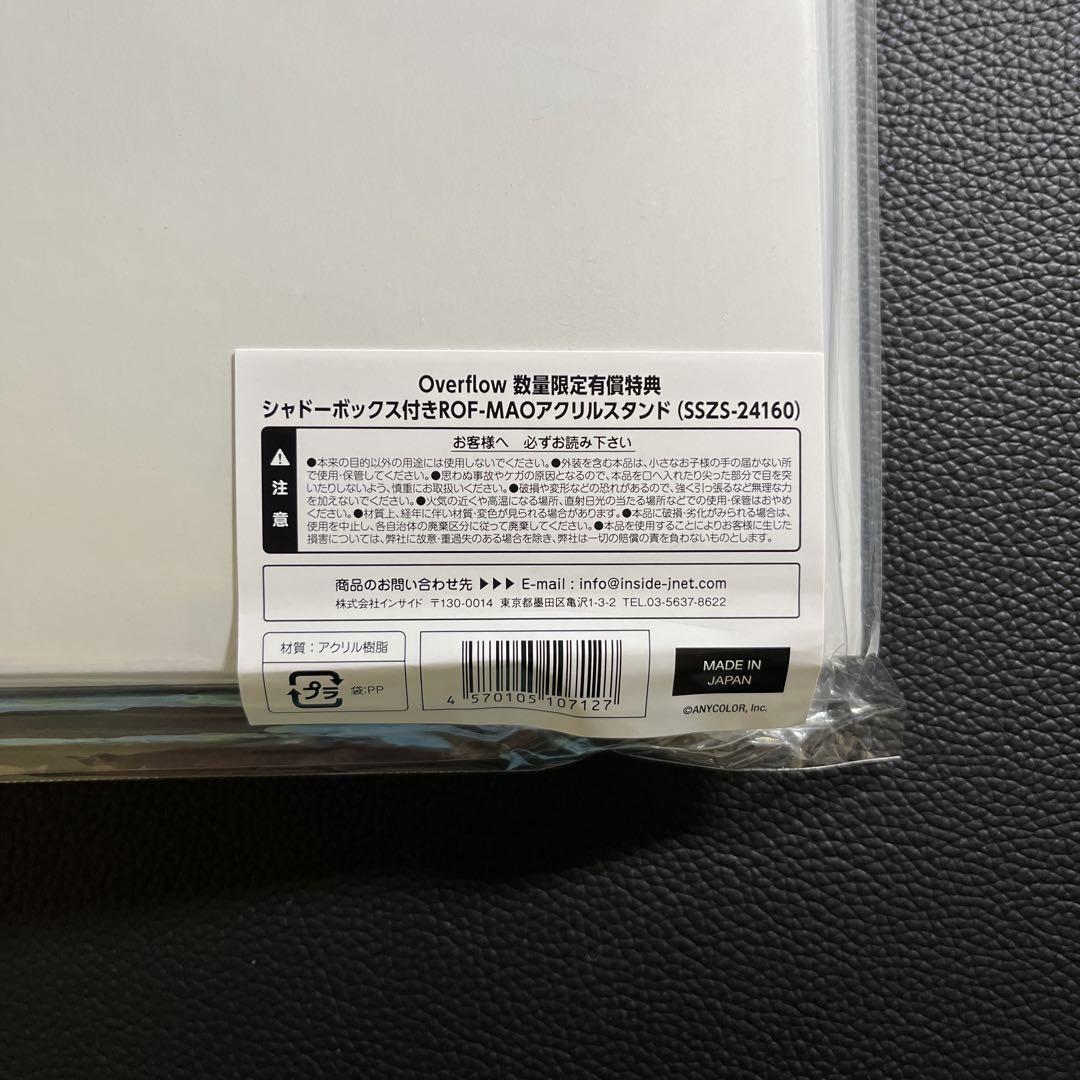 Overflow 数量限定有償特典
シャドーボックス付きROF-MAOアクリルスタンド（SSZS-24160）
お客様へ　必ずお読み下さい
注意
●本来の目的以外の用途には使用しないでください。●外装を含む本品は、小さなお子様の手の届かない所
で使用・保管してください。●思わぬ事故やケガの原因となるので、本品を口へ入れたり尖った部分で目を突
いたりしないよう、慎重にお取扱いください。●破損や変形などの恐れがあるので、強く引っ張るなど無理な力
を加えないでください。●火気の近くや高温になる場所、直射日光の当たる場所などでの使用・保管はおやめ
ください。●材質上、経年に伴い材質・変色が見られる場合があります。●本品に破損・劣化がみられる場合は、
使用を中止し、各自治体の廃棄区分に従って廃棄してください。●本品を使用することによりお客様に生じた
損害については、弊社に故意・重過失のある場合を除き、弊社は一切の賠償の責を負わないものとします。
商品のお問い合わせ先 ▶▶▶ E-mail : info@inside-jnet.com
株式会社インサイド 〒130-0014 東京都墨田区亀沢1-3-2 TEL.03-5637-8622
材質：アクリル樹脂
プラ
袋:PP
4 570105 107127
MADE IN
JAPAN
©ANYCOLOR, Inc.